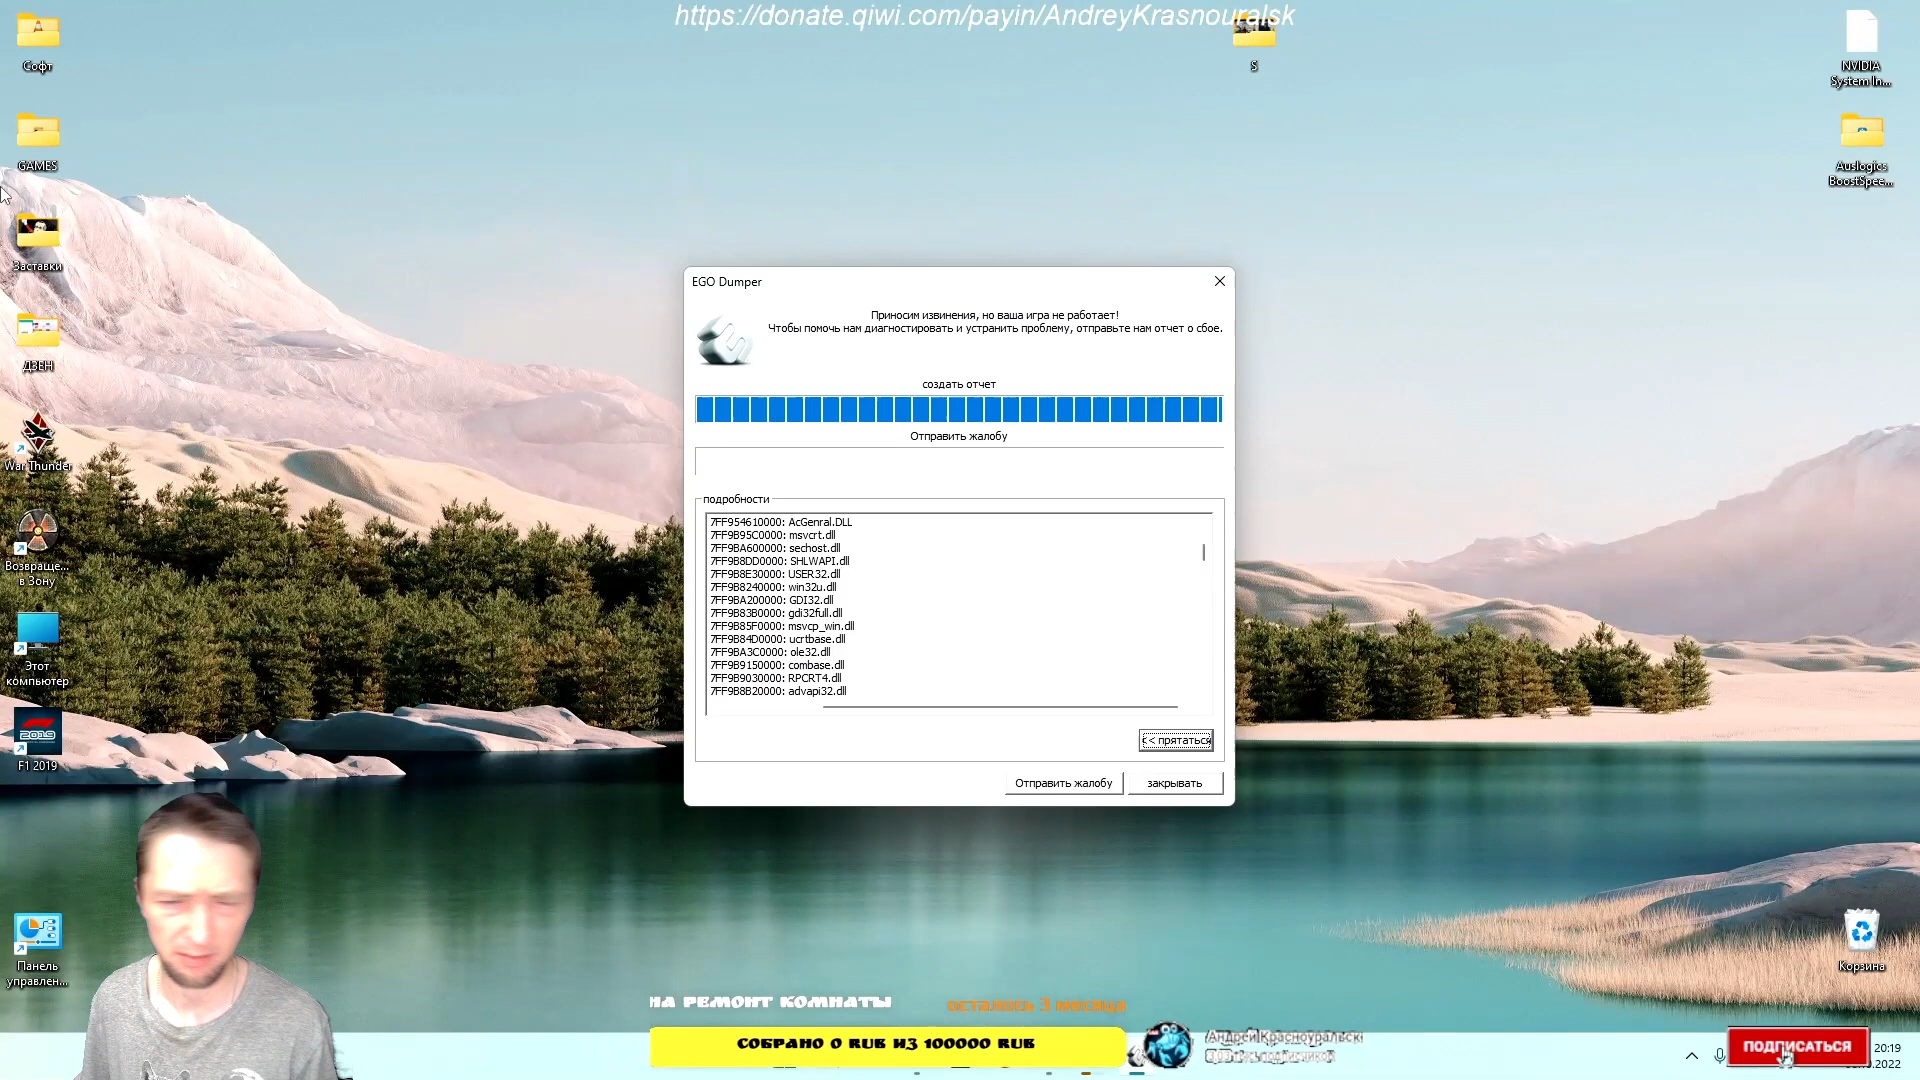 https://donate.qiwi.com/payin/AndreyKrasnouralsk
Софт
GAMES
Заставки
ДЗЕН
War Thunder
Возвраще...
в Зону
Этот
компьютер
F1 2019
2019
Панель
управлен...
S
NVIDIA
System In...
Auslogics
BoostSpee...
Корзина
EGO Dumper
Приносим извинения, но ваша игра не работает!
Чтобы помочь нам диагностировать и устранить проблему, отправьте нам отчет о сбое.
создать отчет
Отправить жалобу
подробности
7FF954610000: AcGenral.DLL
7FF9B95C0000: msvcrt.dll
7FF9BA600000: sechost.dll
7FF9B8DD0000: SHLWAPI.dll
7FF9B8E30000: USER32.dll
7FF9B8240000: win32u.dll
7FF9BA200000: GDI32.dll
7FF9B83B0000: gdi32full.dll
7FF9B85F0000: msvcp_win.dll
7FF9B84D0000: ucrtbase.dll
7FF9BA3C0000: ole32.dll
7FF9B9150000: combase.dll
7FF9B9030000: RPCRT4.dll
7FF9B8B20000: advapi32.dll
<< прятаться
Отправить жалобу
закрывать
НА РЕМОНТ КОМНАТЫ
осталось 3 месяца
СОБРАНО 0 RUB ИЗ 100000 RUB
/АндрейКрасноуральск
ПОДПИСАТЬСЯ
20:19